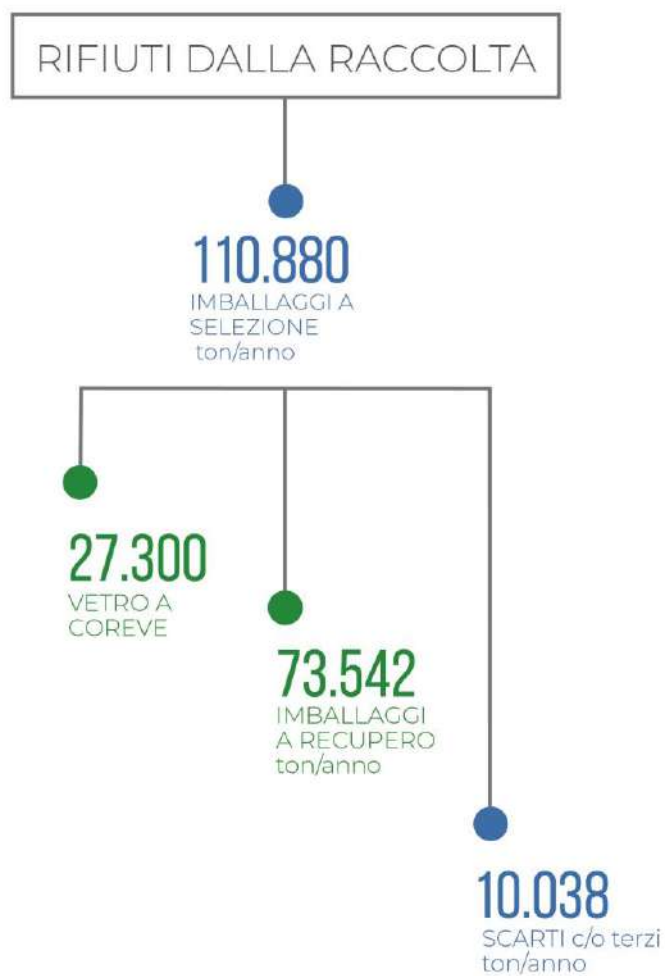 RIFIUTI DALLA RACCOLTA
110.880
IMBALLAGGI A
SELEZIONE
ton/anno
27.300
VETRO A
COREVE
73.542
IMBALLAGGI
A RECUPERO
ton/anno
10.038
SCARTI c/o terzi
ton/anno